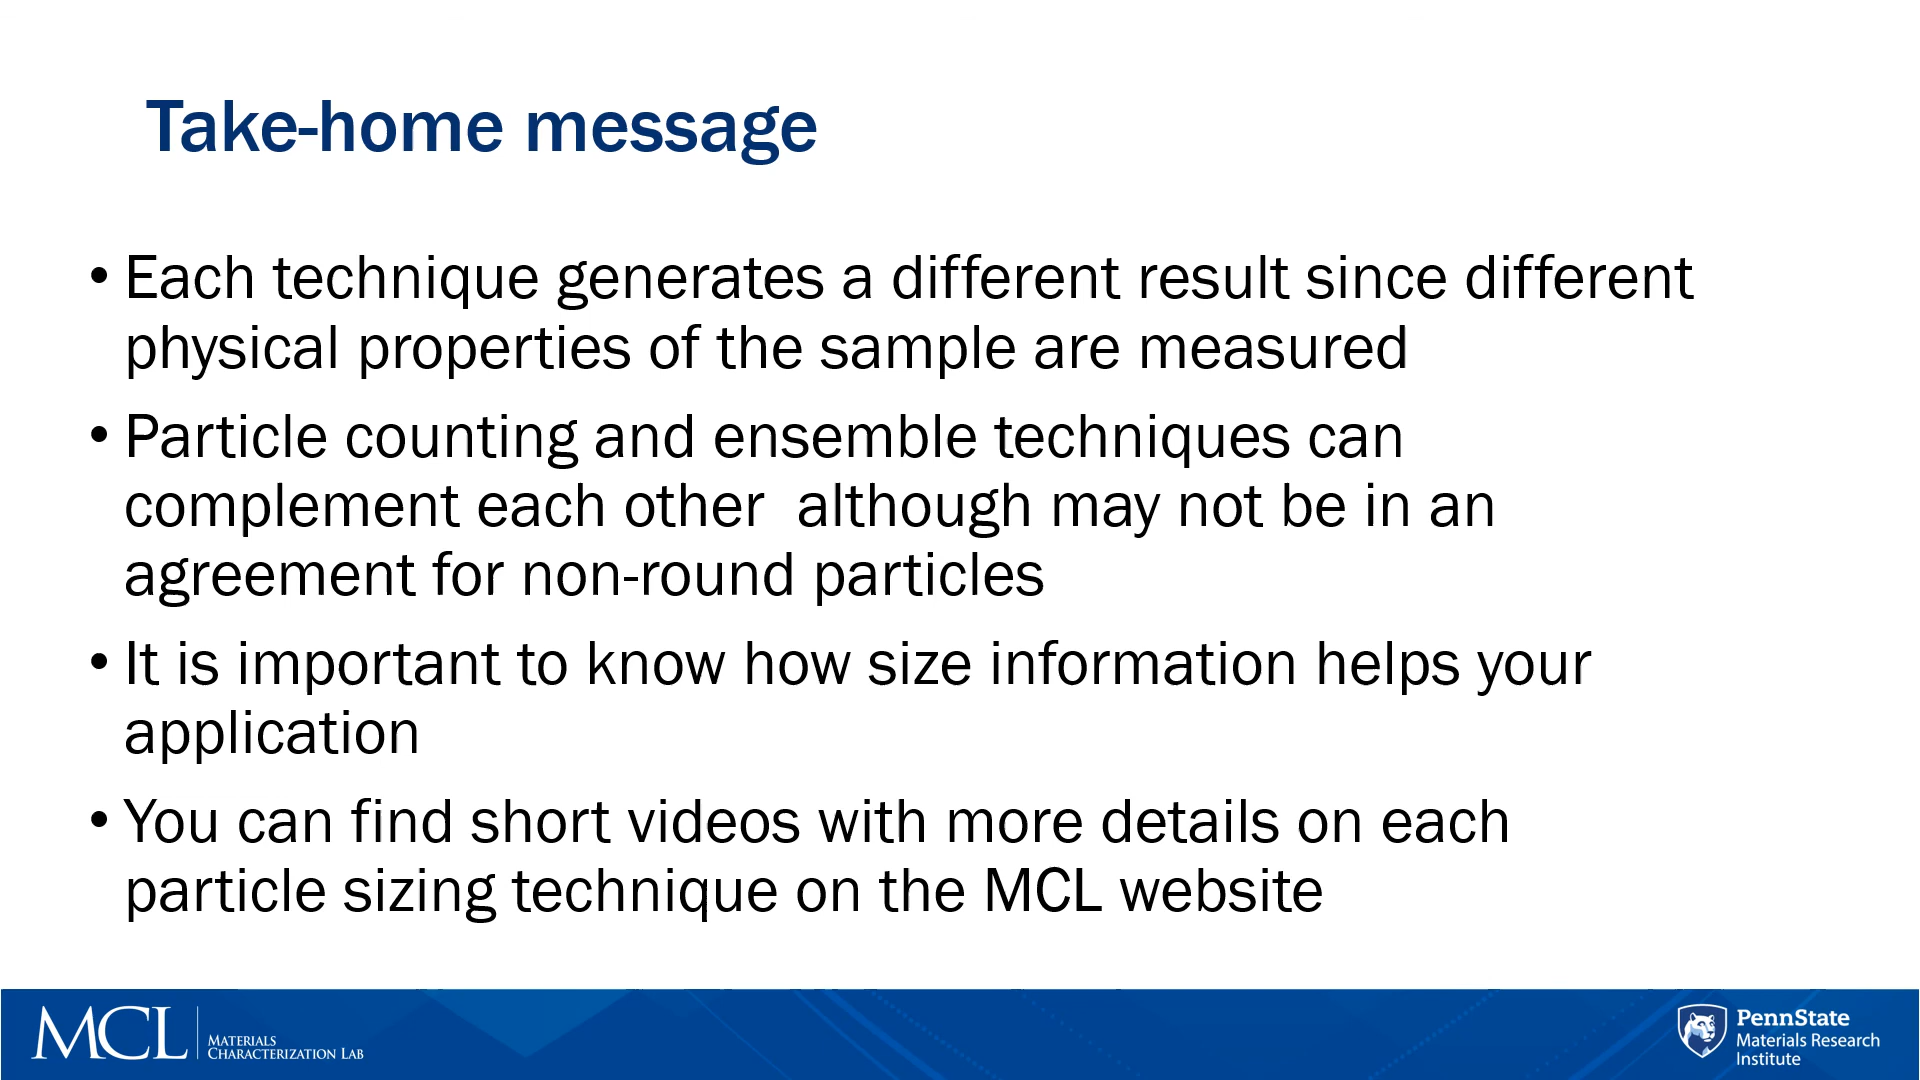 Take-home message
• Each technique generates a different result since different
physical properties of the sample are measured
• Particle counting and ensemble techniques can
complement each other  although may not be in an
agreement for non-round particles
• It is important to know how size information helps your
application
• You can find short videos with more details on each
particle sizing technique on the MCL website
MCL
Materials
Characterization Lab
PennState
Materials Research
Institute